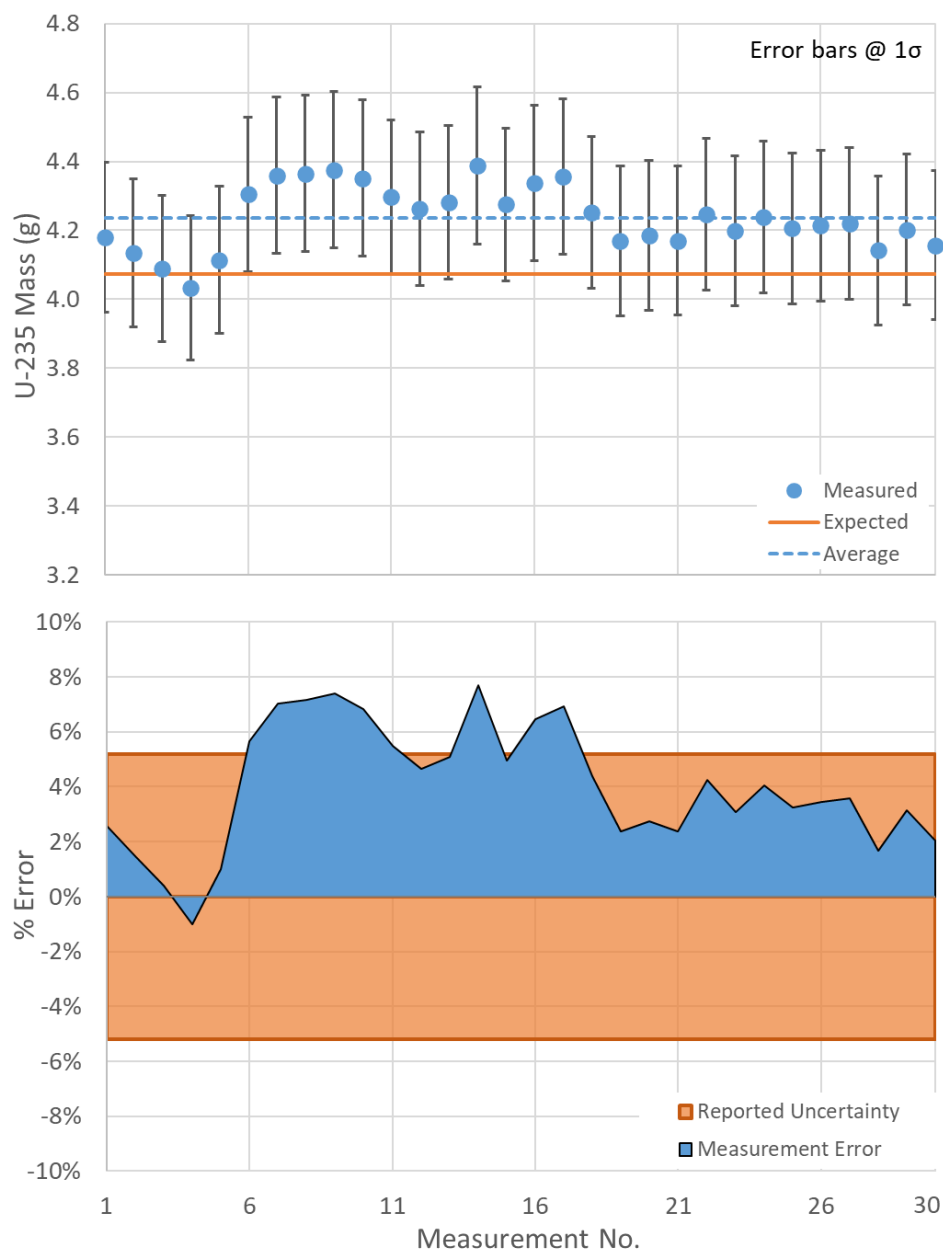 4.8
Error bars @ 1σ
4.6
4.4
4.2
4.0
3.8
3.6
3.4
3.2
U-235 Mass (g)
Measured
Expected
Average
10%
8%
6%
4%
2%
0%
-2%
-4%
-6%
-8%
-10%
% Error
Reported Uncertainty
Measurement Error
1 6 11 16 21 26 30
Measurement No.